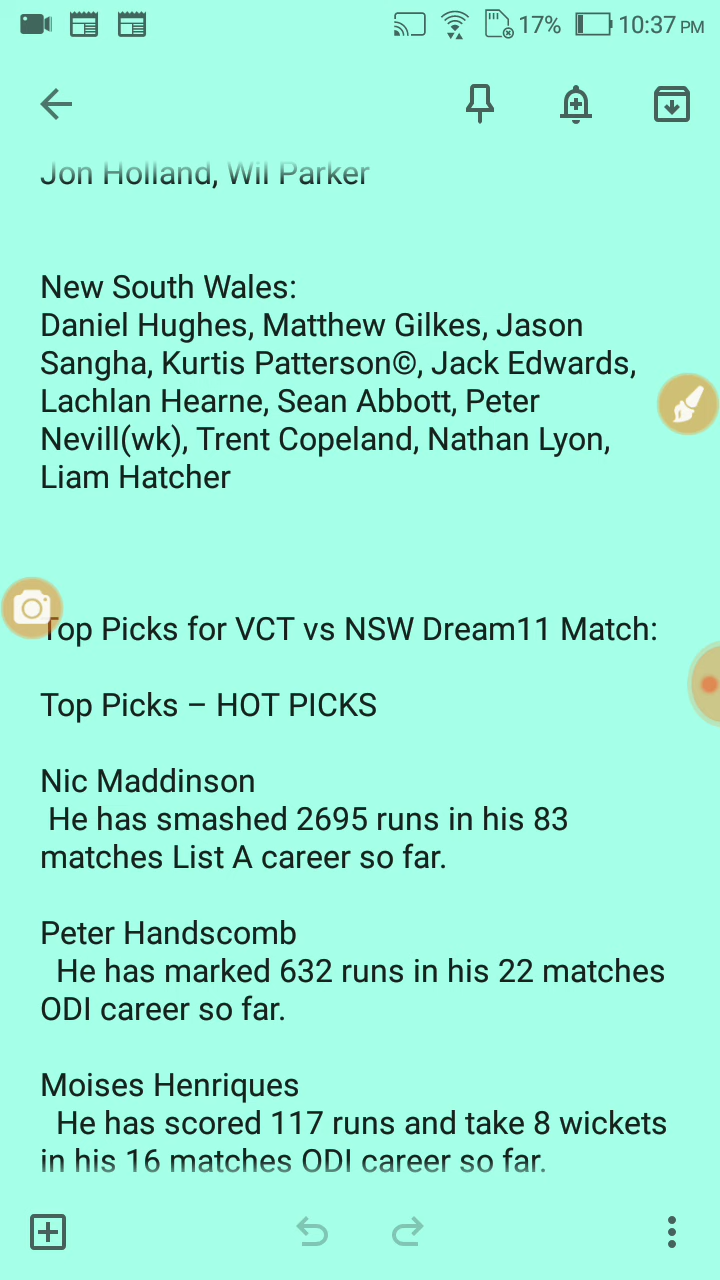 17% 10:37 PM
Jon Holland, Wil Parker
New South Wales:
Daniel Hughes, Matthew Gilkes, Jason
Sangha, Kurtis Patterson©, Jack Edwards,
Lachlan Hearne, Sean Abbott, Peter
Nevill(wk), Trent Copeland, Nathan Lyon,
Liam Hatcher
Top Picks for VCT vs NSW Dream11 Match:
Top Picks – HOT PICKS
Nic Maddinson
He has smashed 2695 runs in his 83
matches List A career so far.
Peter Handscomb
He has marked 632 runs in his 22 matches
ODI career so far.
Moises Henriques
He has scored 117 runs and take 8 wickets
in his 16 matches ODI career so far.